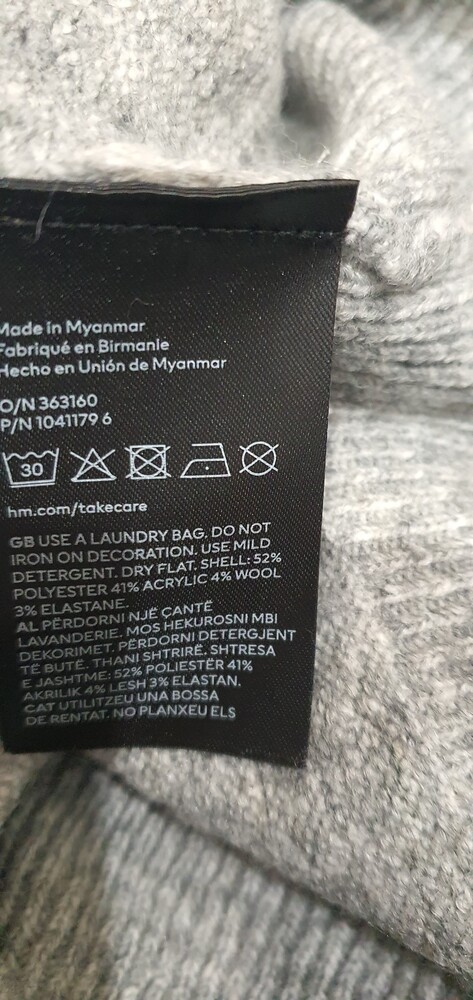 Made in Myanmar
Fabriqué en Birmanie
Hecho en Unión de Myanmar
O/N 363160
P/N 1041179 6
30
hm.com/takecare
GB USE A LAUNDRY BAG. DO NOT
IRON ON DECORATION. USE MILD
DETERGENT. DRY FLAT. SHELL: 52%
POLYESTER 41% ACRYLIC 4% WOOL
3% ELASTANE.
AL PËRDORNI NJË ÇANTË
LAVANDERIE. MOS HEKUROSNI MBI
DEKORIMET. PËRDORNI DETERGJENT
TË BUTË. THANI SHTRIRË. SHTRESA
E JASHTME: 52% POLIESTËR 41%
AKRILIK 4% LESH 3% ELASTAN.
CAT UTILITZEU UNA BOSSA
DE RENTAT. NO PLANXEU ELS